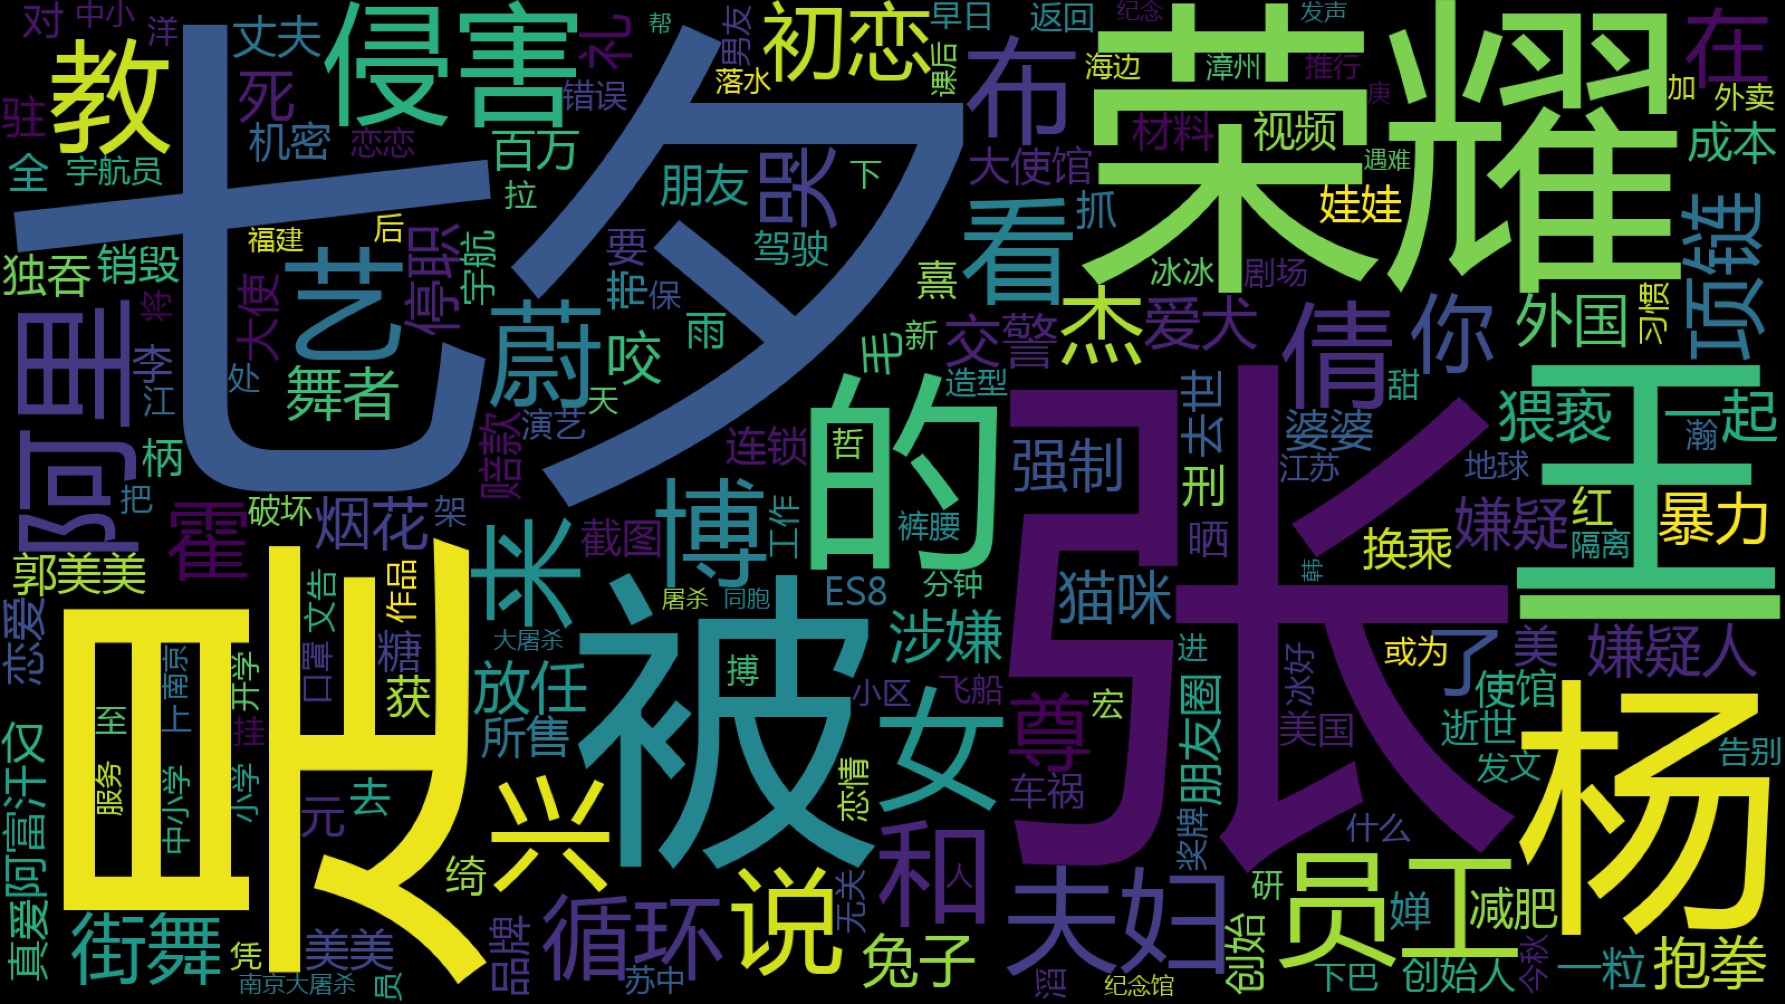 对
中小
洋
丈夫
侵害
礼
帮
男友
初恋
早日
返回
纪念
发声
荣耀
在
教
死
错误
落水
课后
布
海边
漳州
推行
庚
加
外卖
驻
机密
恋恋
百万
七夕
材料
视频
成本
全
宇航员
拉
朋友
哭
下
大使馆
遇难
看
抓
娃娃
项链
福建
后
独吞
销毁
艺
停职
宇航
要
驾驶
熹
冰冰
剧场
大使
将
蔚
由
保
雨
毛
新
交警
杰
爱犬
倩
你
外国
习惯
阿里
李
江
处
舞者
咬
天
造型
去世
甜
猥亵
一起
瀚
柄
把
赔款
演艺
连锁
的
哲
强制
婆婆
江苏
地球
张
王
霍
破坏
烟花
架
来
截图
博
工作
裤腰
刑
晒
换乘
嫌疑
红
隔离
暴力
郭美美
文告
作品
屠杀
同胞
ES8
分钟
猫咪
韩
一
恋爱
口罩
糖
大屠杀
被
搏
涉嫌
进
冰好
或为
了
美
嫌疑人
至
上
南京
开学
挂
获
放任
所售
小区
飞船
尊
宏
朋友圈
美国
使馆
逝世
杨
告别
真爱
阿富汗
仅
服务
中小学
小学
元
去
兴
恋情
女
车祸
奖牌
什么
发文
街舞
凭
美美
绮
品牌
循环
苏中
说
无关
和
人
兔子
夫妇
研
创始
员工
婵
减肥
南京大屠杀
员
滔
纪念馆
下巴
创始人
今秋
一粒
抱拳